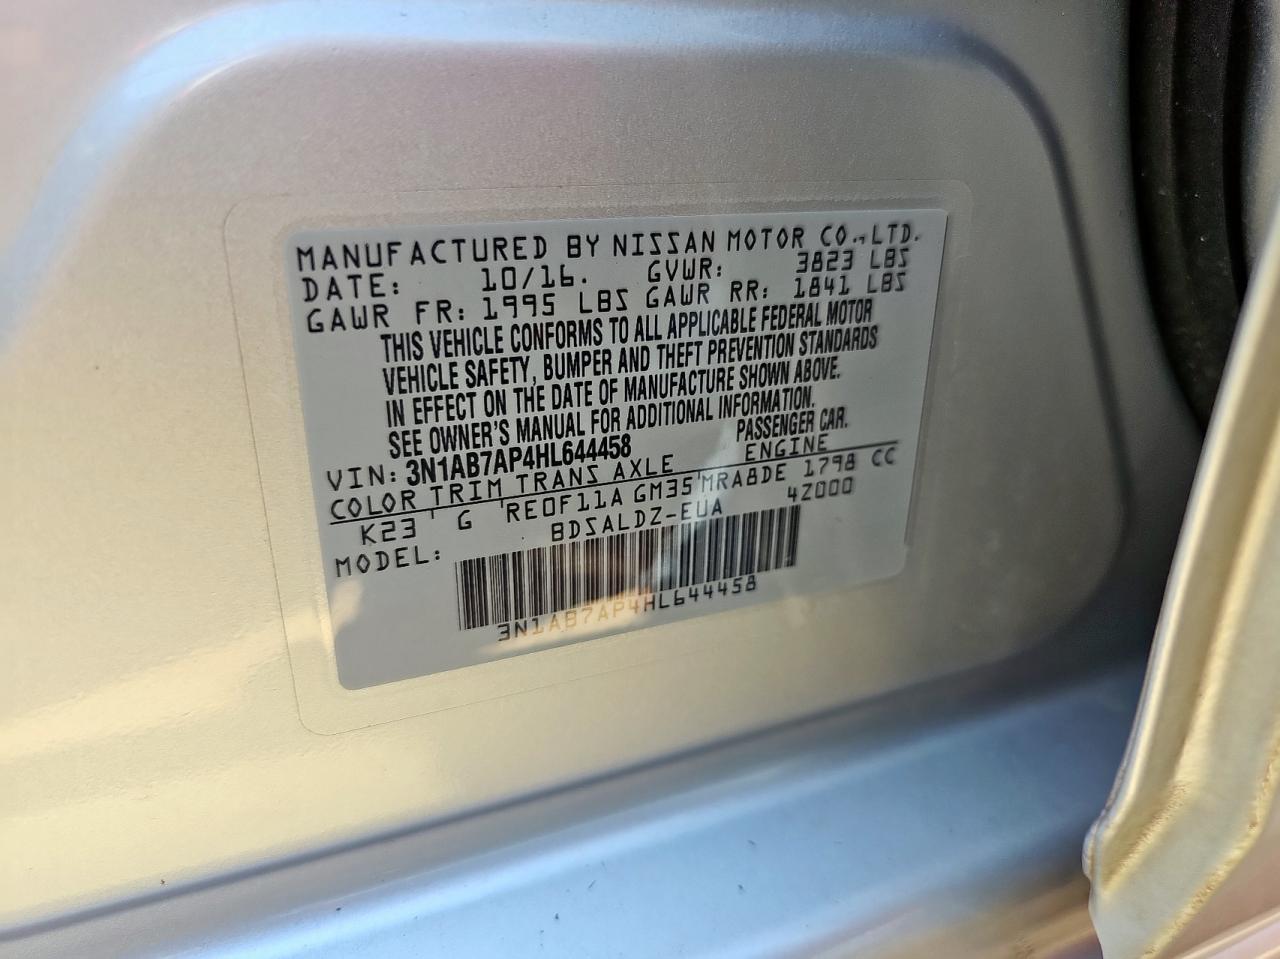 MANUFACTURED BY NISSAN MOTOR CO.,LTD.
DATE: 10/16. GVWR: 3823 LBS
GAWR FR: 1995 LBS GAWR RR: 1841 LBS
THIS VEHICLE CONFORMS TO ALL APPLICABLE FEDERAL MOTOR
VEHICLE SAFETY, BUMPER AND THEFT PREVENTION STANDARDS
IN EFFECT ON THE DATE OF MANUFACTURE SHOWN ABOVE.
SEE OWNER'S MANUAL FOR ADDITIONAL INFORMATION.
VIN: 3N1AB7AP4HL644458 PASSENGER CAR.
COLOR TRIM TRANS AXLE ENGINE
K23 G RE0F11A GM35 MRA8DE 1798 CC
MODEL: BDSALDZ-EUA 4Z000
3N1AB7AP4HL644458